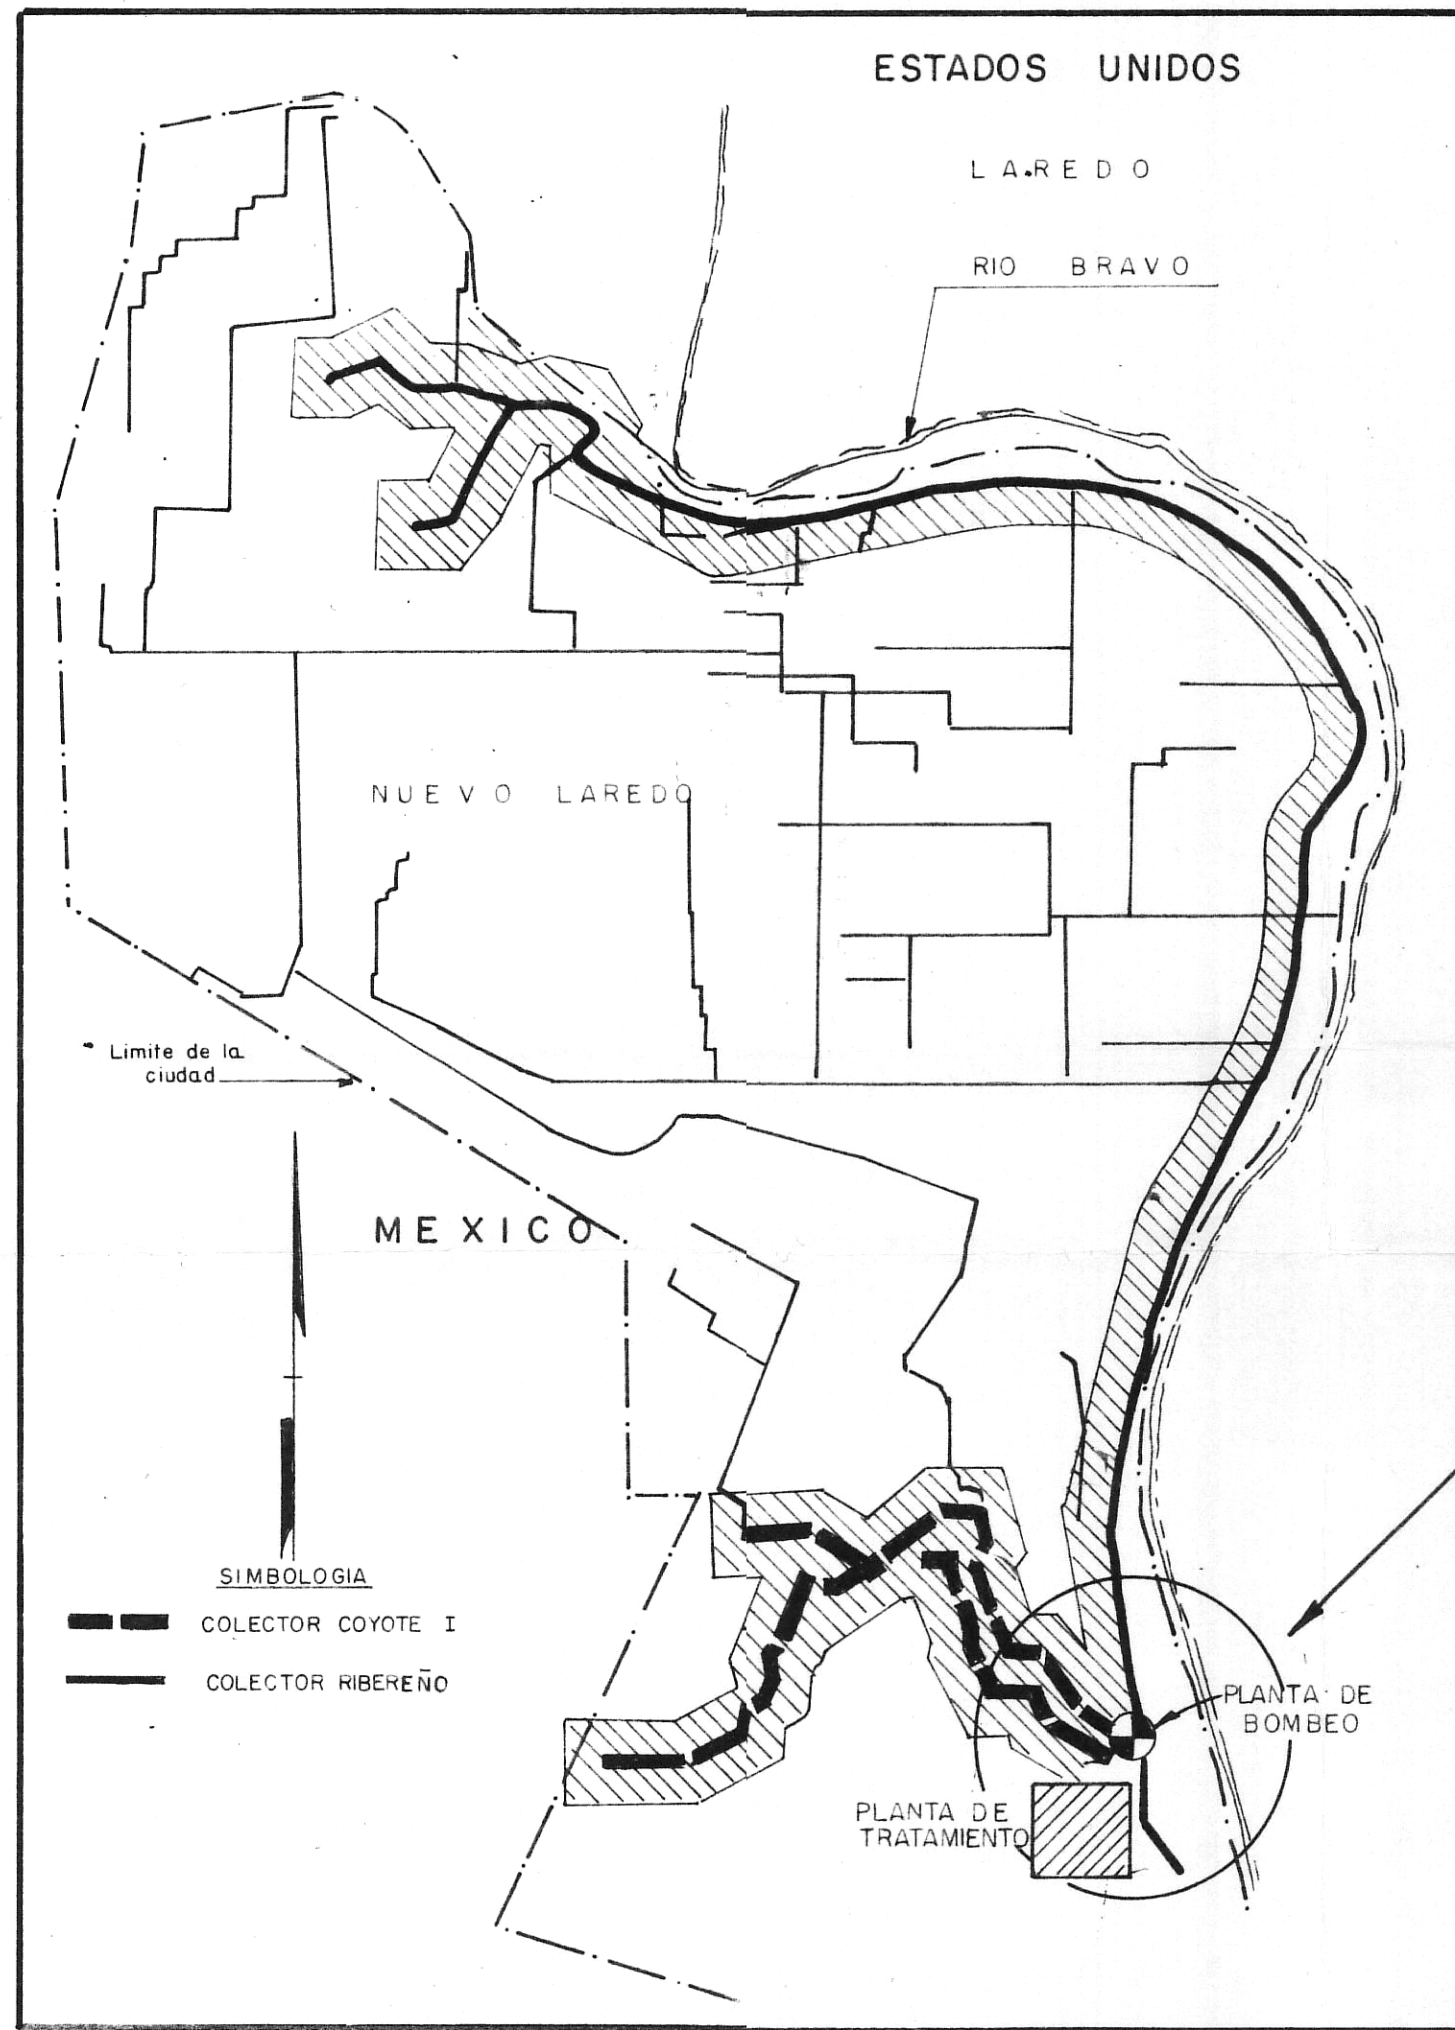 ESTADOS UNIDOS
LAREDO
RIO BRAVO
NUEVO LAREDO
Limite de la
ciudad
MEXICO
SIMBOLOGIA
COLECTOR COYOTE I
COLECTOR RIBEREÑO
PLANTA DE
BOMBEO
PLANTA DE
TRATAMIENTO